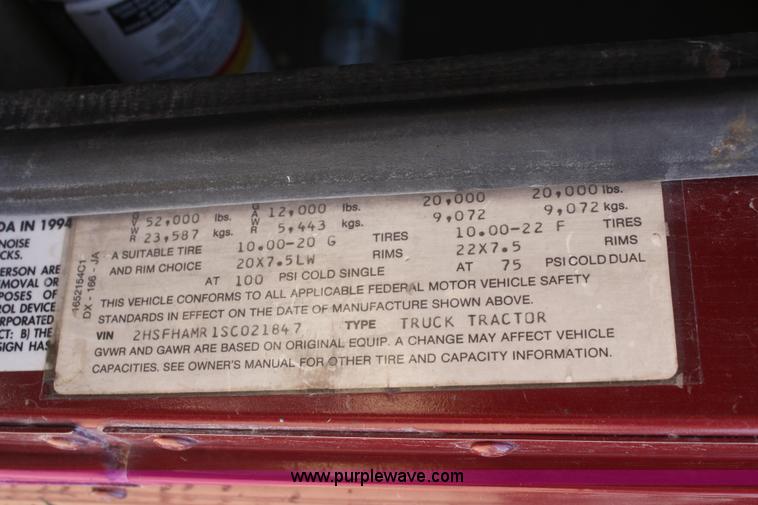 DA IN 1994
NOISE
CKS.
ERSON ARE
EMOVAL OR
POSES OF
ROL DEVICE
RPORATED
CT: B) THE
SIGN HAS
1652154C1
DX - 166 - JA
GVWR 52,000 lbs. GAWR 12,000 lbs. 20,000 20,000 lbs.
23,587 kgs. 5,443 kgs. 9,072 9,072 kgs.
A SUITABLE TIRE 10.00-20 G TIRES 10.00-22 F TIRES
AND RIM CHOICE 20X7.5LW RIMS 22X7.5 RIMS
AT 100 PSI COLD SINGLE AT 75 PSI COLD DUAL
THIS VEHICLE CONFORMS TO ALL APPLICABLE FEDERAL MOTOR VEHICLE SAFETY
STANDARDS IN EFFECT ON THE DATE OF MANUFACTURE SHOWN ABOVE.
VIN 2HSFHAMR1SC021847 TYPE TRUCK TRACTOR
GVWR AND GAWR ARE BASED ON ORIGINAL EQUIP. A CHANGE MAY AFFECT VEHICLE
CAPACITIES. SEE OWNER'S MANUAL FOR OTHER TIRE AND CAPACITY INFORMATION.
www.purplewave.com